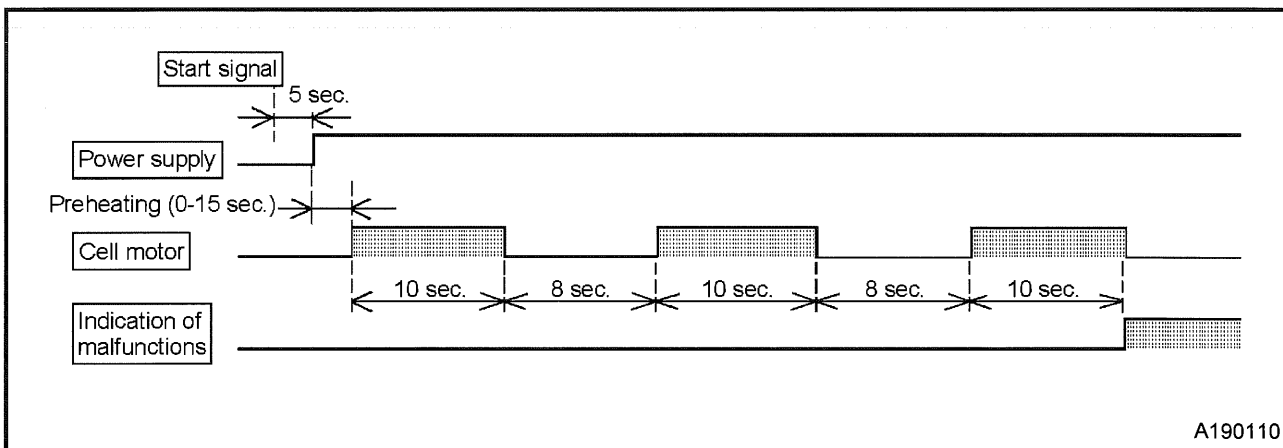 Start signal
5 sec.
Power supply
Preheating (0-15 sec.)
Cell motor
10 sec. 8 sec. 10 sec. 8 sec. 10 sec.
Indication of
malfunctions
A190110